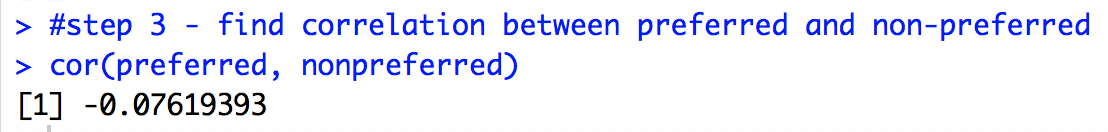 > #step 3 - find correlation between preferred and non-preferred
> cor(preferred, nonpreferred)
[1] -0.07619393